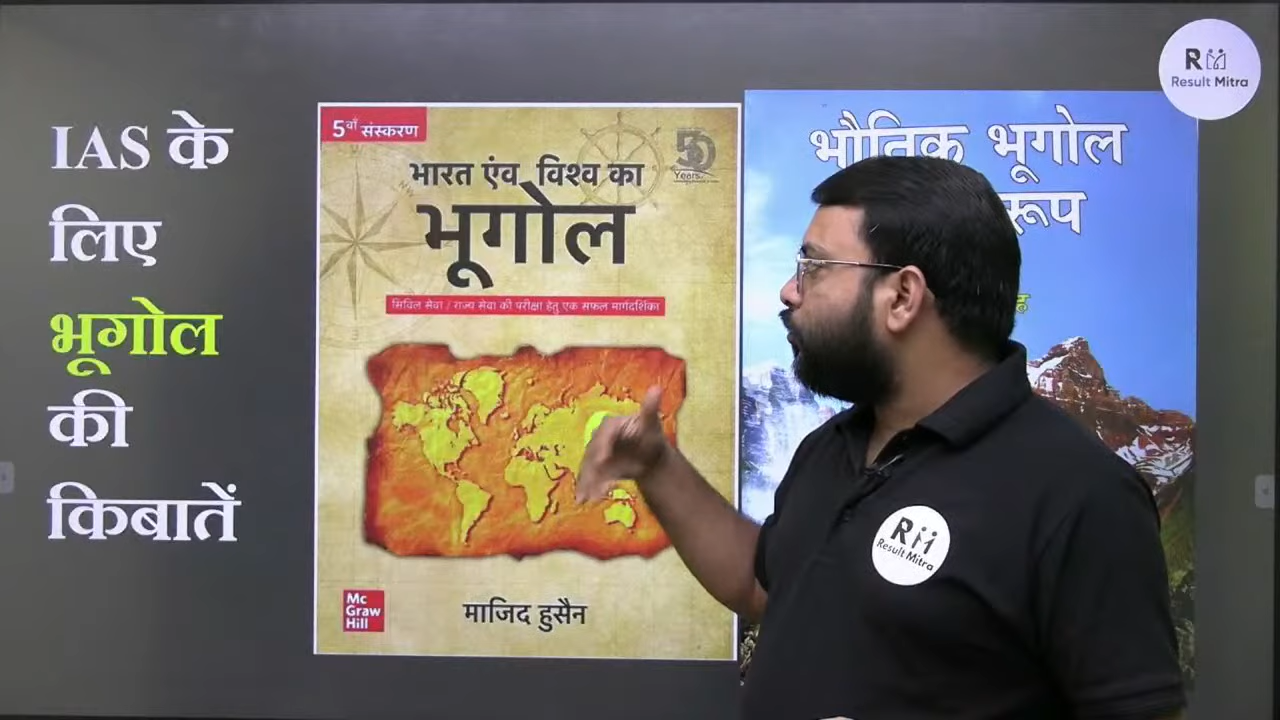 IAS के
लिए
भूगोल
की
किबातें
5वाँ संस्करण
50
Years
भारत एंव विश्व का
भूगोल
सिविल सेवा / राज्य सेवा की परीक्षा हेतु एक सफल मार्गदर्शिका
Mc
Graw
Hill
माजिद हुसैन
भौतिक भूगोल
रूप
RM
Result Mitra
RM
Result Mitra